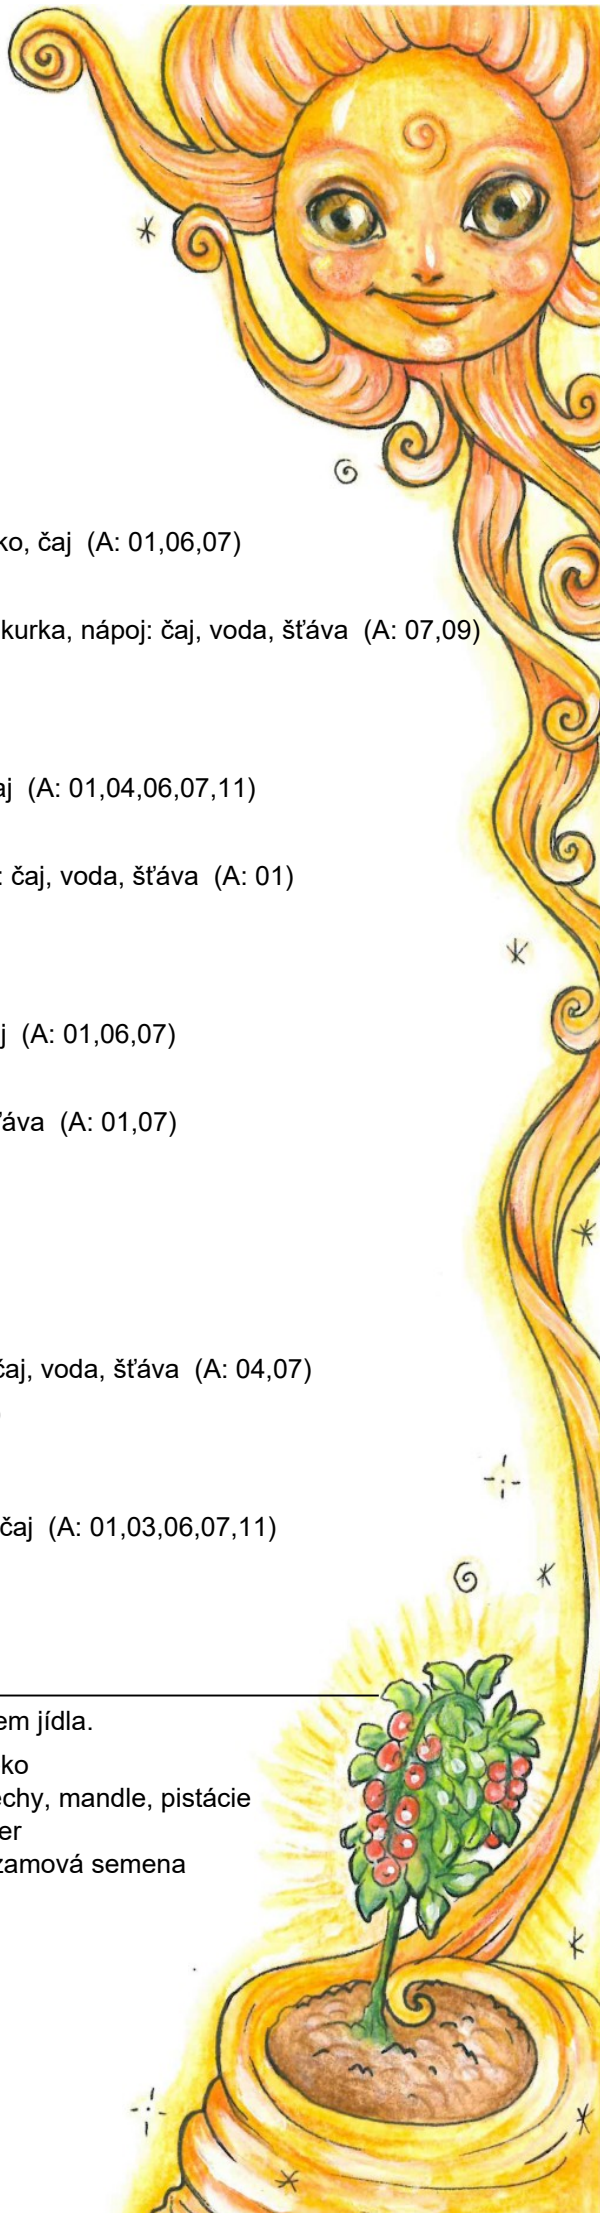 ko, čaj (A: 01,06,07)
kurka, nápoj: čaj, voda, šťáva (A: 07,09)
aj (A: 01,04,06,07,11)
: čaj, voda, šťáva (A: 01)
j (A: 01,06,07)
ťáva (A: 01,07)
čaj, voda, šťáva (A: 04,07)
)
čaj (A: 01,03,06,07,11)
em jídla.
ko
echy, mandle, pistácie
er
zamová semena